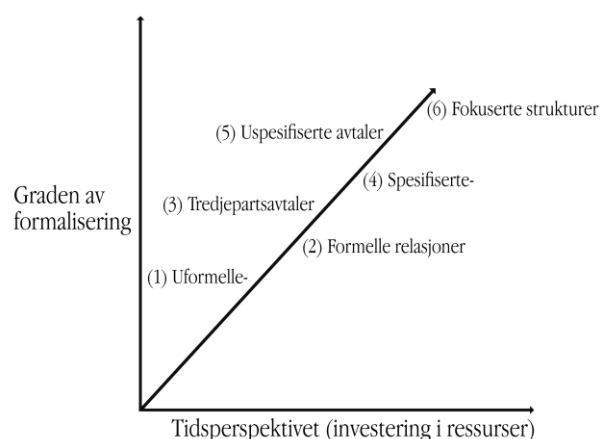 (6) Fokuserte strukturer
(5) Uspesifiserte avtaler
(4) Spesifiserte-
Graden av
formalisering
(3) Tredjepartsavtaler
(2) Formelle relasjoner
(1) Uformelle-
Tidsperspektivet (investering i ressurser)